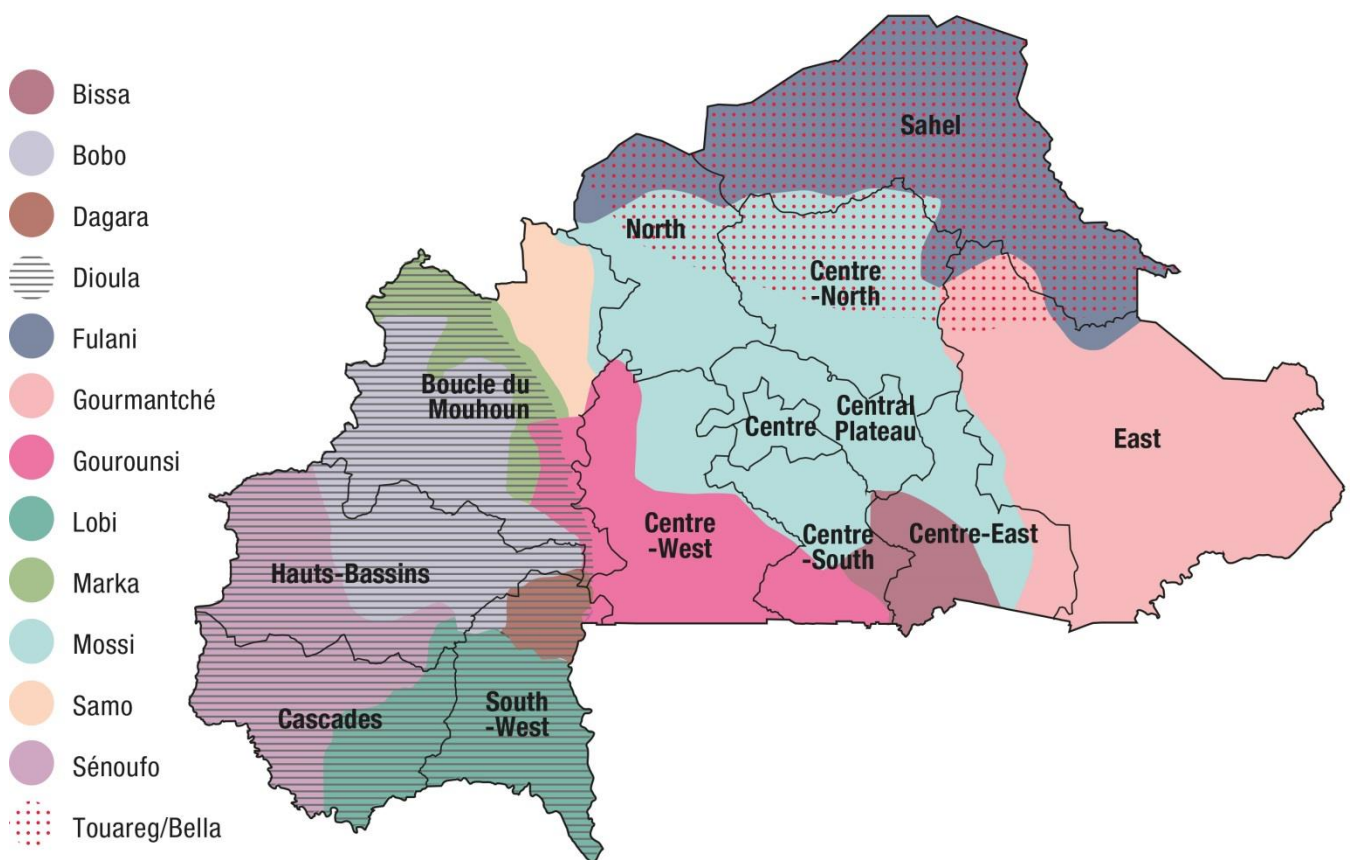 Bissa
Bobo
Dagara
Dioula
Fulani
Gourmantché
Gourounsi
Lobi
Marka
Mossi
Samo
Sénoufo
Touareg/Bella
Sahel
North
Centre
-North
Boucle du
Mouhoun
Centre
Central
Plateau
East
Centre
-West
Centre
-South
Centre-East
Hauts-Bassins
Cascades
South
-West